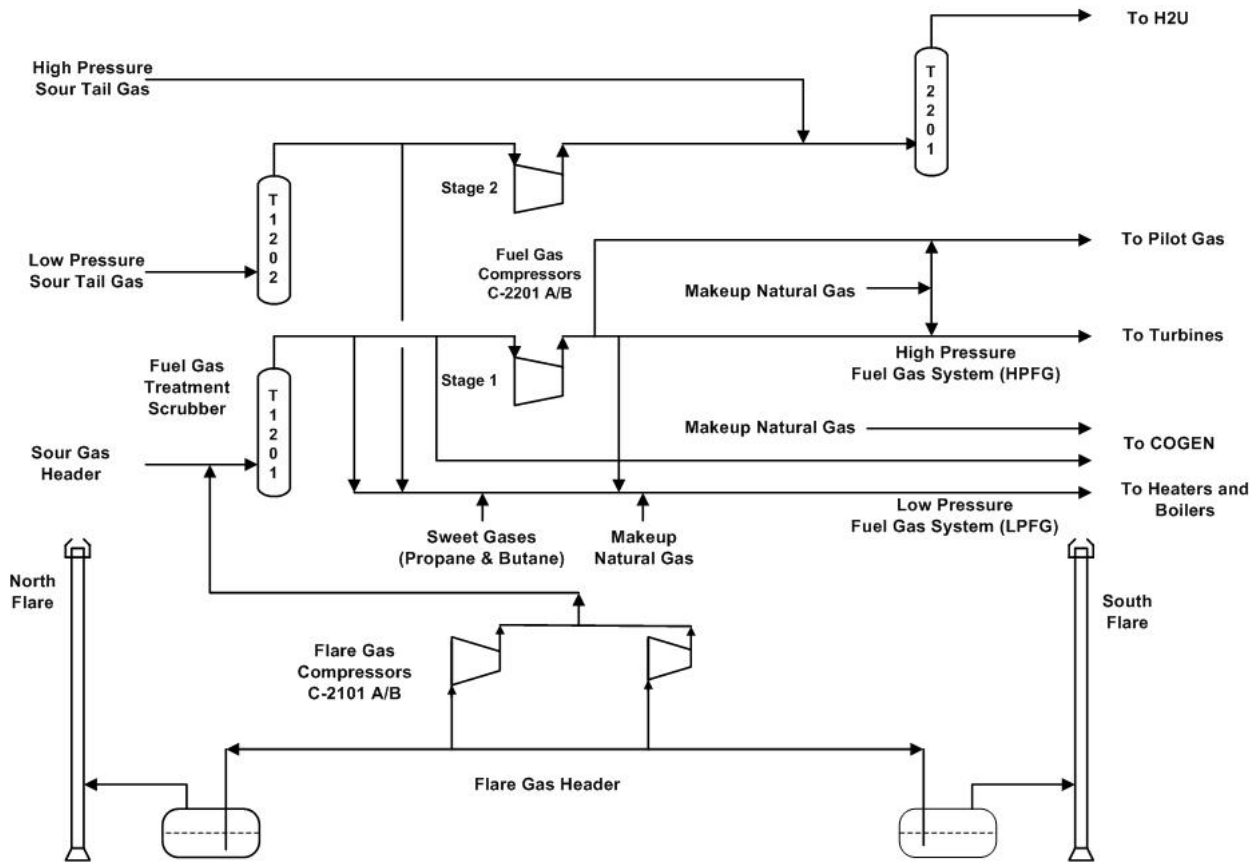 To H2U
High Pressure
Sour Tail Gas
T
2
2
0
1
Stage 2
T
1
2
0
2
Low Pressure
Sour Tail Gas
Fuel Gas
Compressors
C-2201 A/B
To Pilot Gas
Makeup Natural Gas
To Turbines
High Pressure
Fuel Gas System (HPFG)
Fuel Gas
Treatment
Scrubber
Stage 1
T
1
2
0
1
Makeup Natural Gas
To COGEN
Sour Gas
Header
To Heaters and
Boilers
Low Pressure
Fuel Gas System (LPFG)
Sweet Gases
(Propane & Butane)
Makeup
Natural Gas
North
Flare
South
Flare
Flare Gas
Compressors
C-2101 A/B
Flare Gas Header